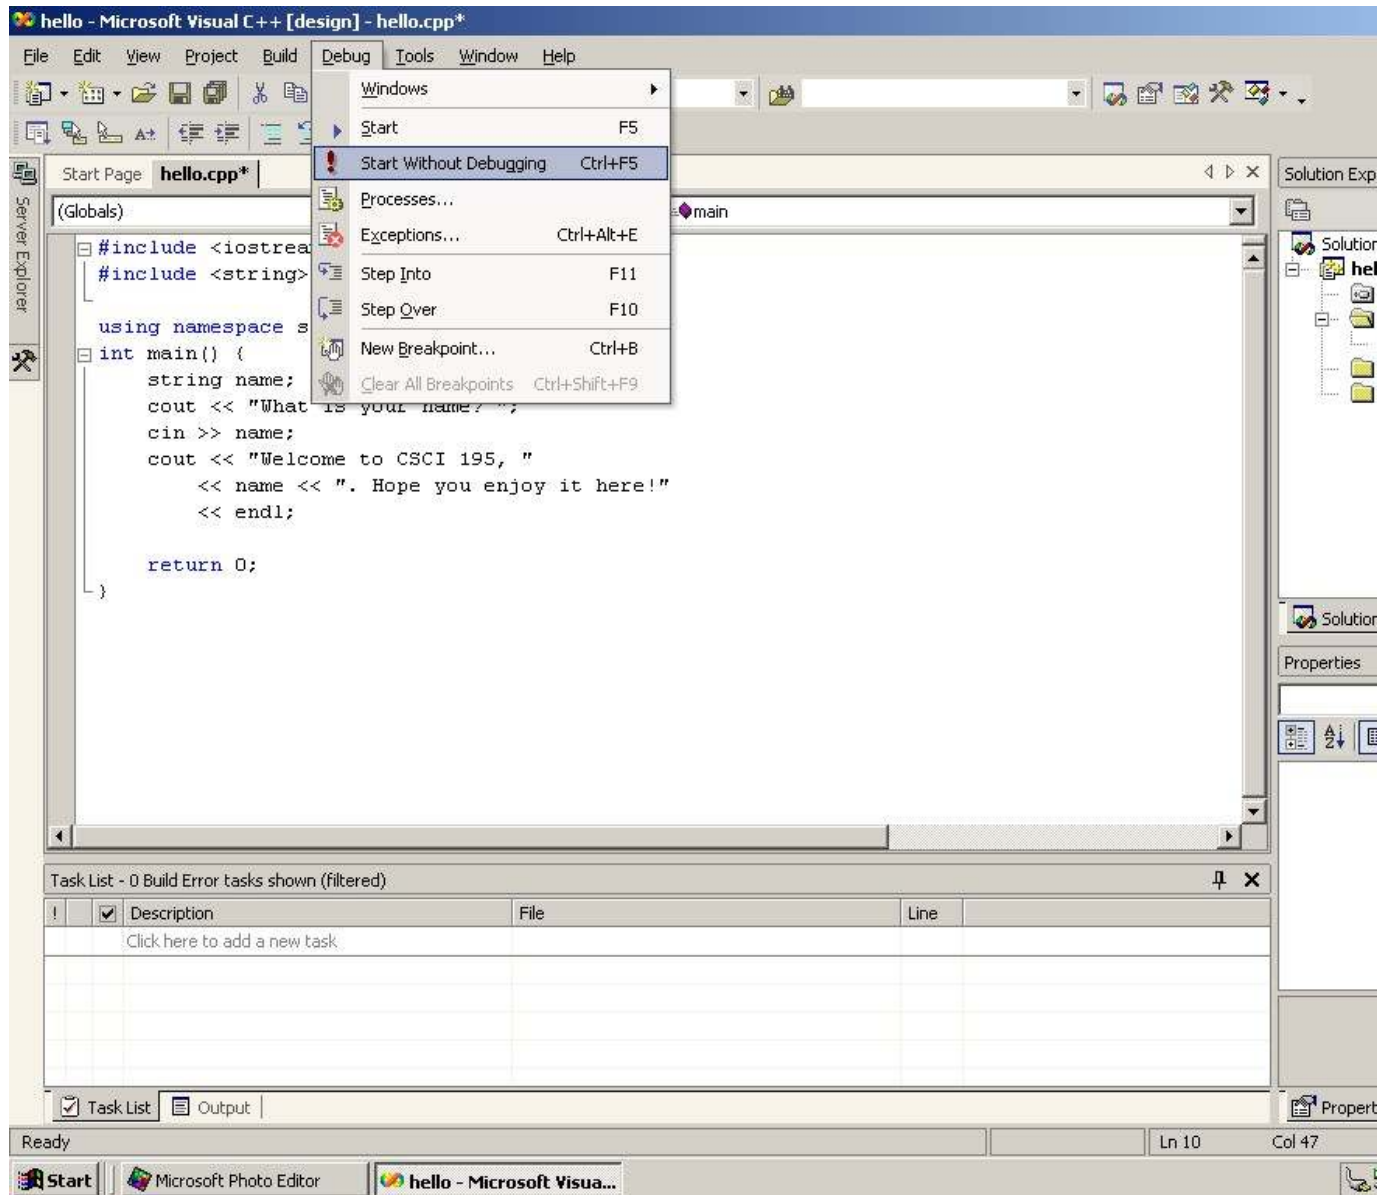 hello - Microsoft Visual C++ [design] - hello.cpp*
File Edit View Project Build Debug Tools Window Help
Windows
Start F5
Start Without Debugging Ctrl+F5
Processes...
Exceptions... Ctrl+Alt+E
Step Into F11
Step Over F10
New Breakpoint... Ctrl+B
Clear All Breakpoints Ctrl+Shift+F9
Server Explorer
Start Page hello.cpp*
(Globals) main
#include <iostrea
#include <string>
using namespace s
int main() {
string name;
cout << "What is your name? ";
cin >> name;
cout << "Welcome to CSCI 195, "
<< name << ". Hope you enjoy it here!"
<< endl;
return 0;
}
Solution Exp
Solution
hel
Solution
Properties
Propert
Task List - 0 Build Error tasks shown (filtered)
! Description File Line
Click here to add a new task
Task List Output
Ready Ln 10 Col 47
Start Microsoft Photo Editor hello - Microsoft Visua...